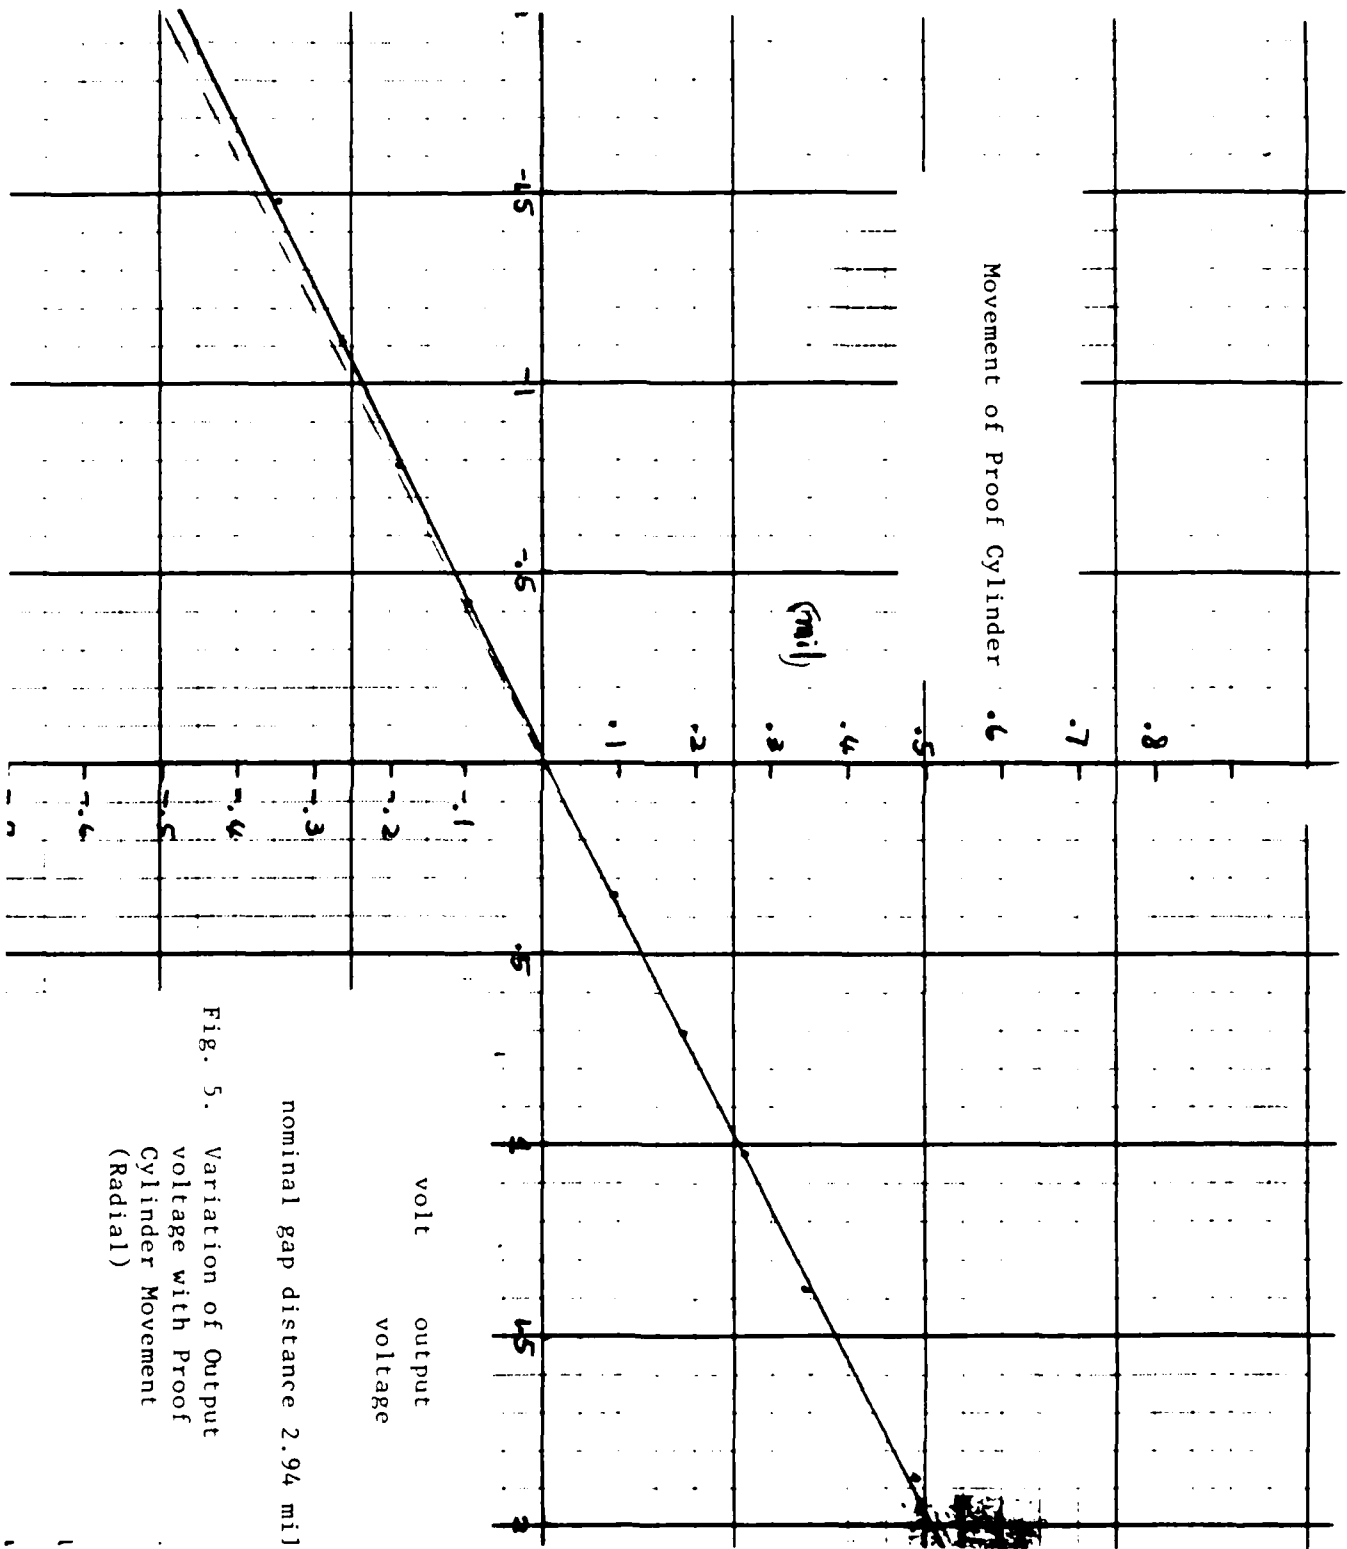 Movement of Proof Cylinder
(mil)
.8
.7
.6
.5
.4
.3
.2
.1
-1.5
-1
-.5
.5
1
1.5
2
-.1
-.2
-.3
-.4
-.5
-.6
volt output
voltage
nominal gap distance 2.94 mil
Fig. 5. Variation of Output
voltage with Proof
Cylinder Movement
(Radial)